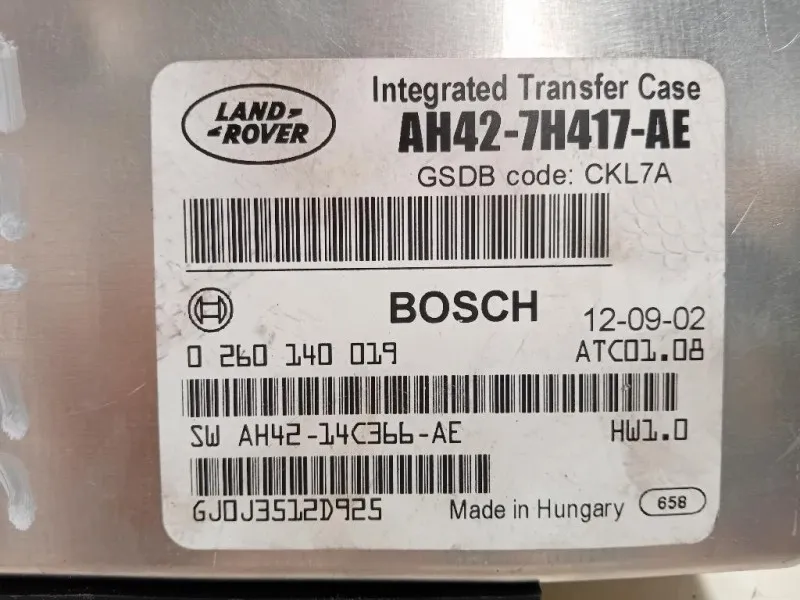 LAND
ROVER
Integrated Transfer Case
AH42-7H417-AE
GSDB code: CKL7A
BOSCH
12-09-02
0 260 140 019
ATC01.08
SW AH42-14C366-AE
HW1.0
GJ0J3512D925
Made in Hungary
658